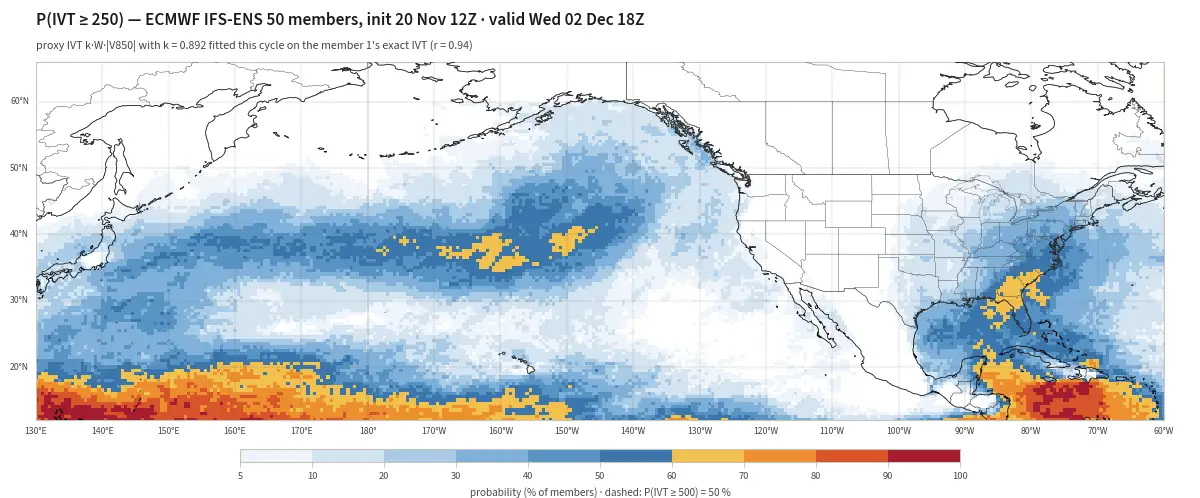 P(IVT ≥ 250) — ECMWF IFS-ENS 50 members, init 20 Nov 12Z · valid Wed 02 Dec 18Z
proxy IVT k·W·|V850| with k = 0.892 fitted this cycle on the member 1's exact IVT (r = 0.94)
60°N
50°N
40°N
30°N
20°N
130°E 140°E 150°E 160°E 170°E 180° 170°W 160°W 150°W 140°W 130°W 120°W 110°W 100°W 90°W 80°W 70°W 60°W
5 10 20 30 40 50 60 70 80 90 100
probability (% of members) · dashed: P(IVT ≥ 500) = 50 %